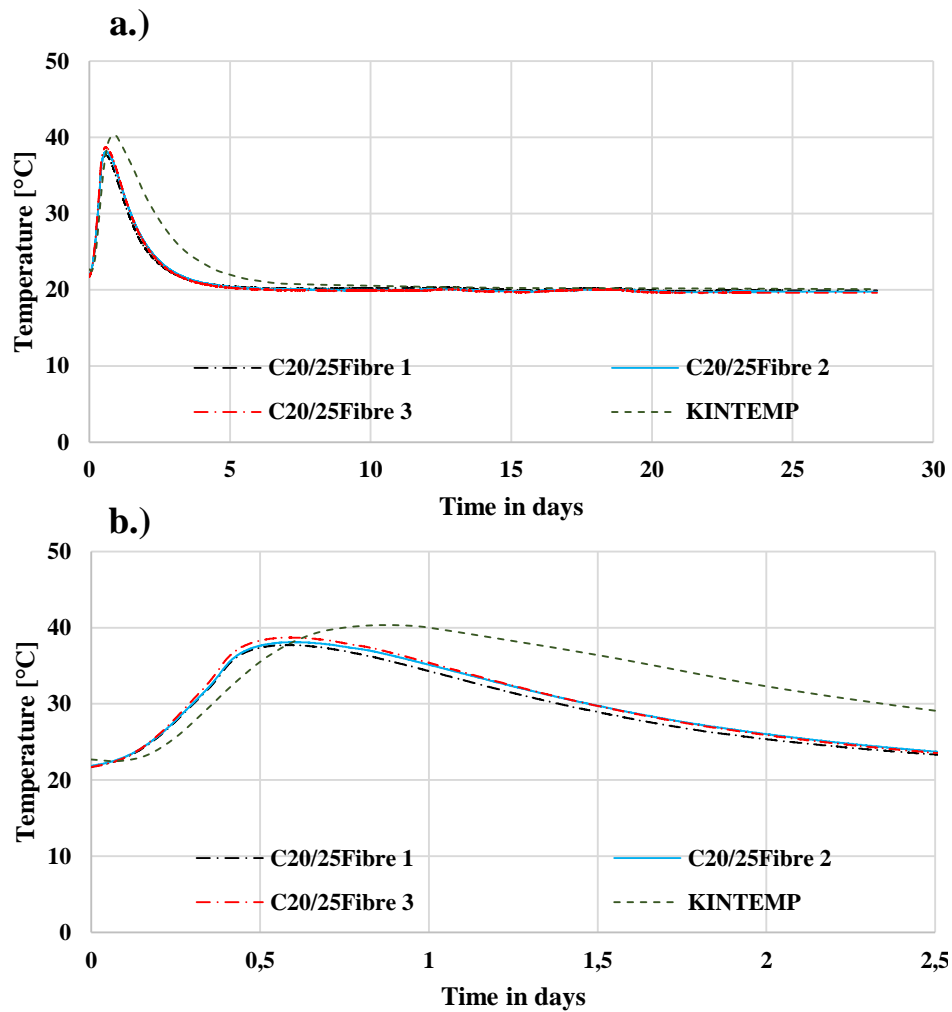 a.)
50
40
30
20
10
0
Temperature [°C]
C20/25Fibre 1
C20/25Fibre 2
C20/25Fibre 3
KINTEMP
0 5 10 15 20 25 30
Time in days
b.)
50
40
30
20
10
0
Temperature [°C]
C20/25Fibre 1
C20/25Fibre 2
C20/25Fibre 3
KINTEMP
0 0,5 1 1,5 2 2,5
Time in days